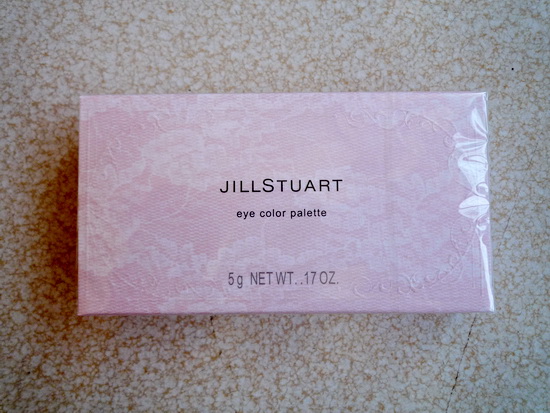 JILLSTUART
eye color palette
5g NET WT. .17 OZ.